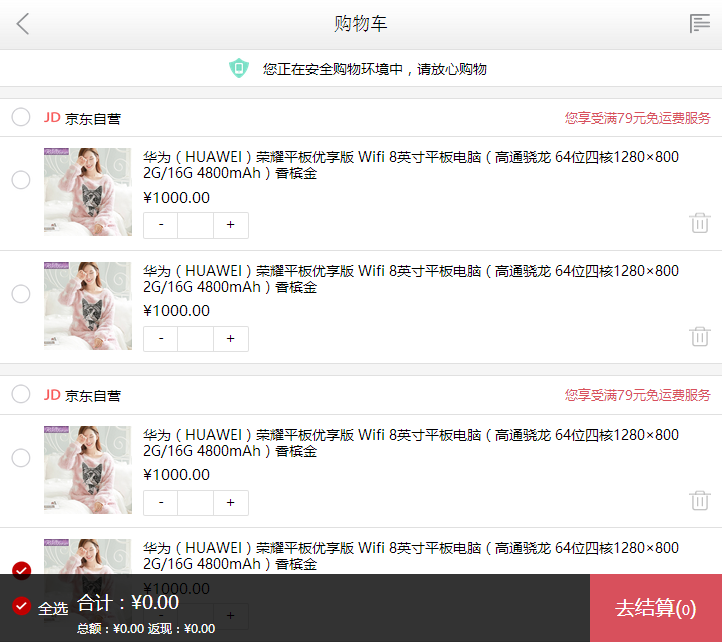 购物车
您正在安全购物环境中，请放心购物
JD 京东自营 您享受满79元免运费服务
华为（HUAWEI）荣耀平板优享版 Wifi 8英寸平板电脑（高通骁龙 64位四核1280×800
2G/16G 4800mAh）香槟金
¥1000.00
- +
华为（HUAWEI）荣耀平板优享版 Wifi 8英寸平板电脑（高通骁龙 64位四核1280×800
2G/16G 4800mAh）香槟金
¥1000.00
- +
JD 京东自营 您享受满79元免运费服务
华为（HUAWEI）荣耀平板优享版 Wifi 8英寸平板电脑（高通骁龙 64位四核1280×800
2G/16G 4800mAh）香槟金
¥1000.00
- +
华为（HUAWEI）荣耀平板优享版 Wifi 8英寸平板电脑（高通骁龙 64位四核1280×800
2G/16G 4800mAh）香槟金
¥1000.00
- +
全选 合计：¥0.00 去结算(0)
总额：¥0.00 返现：¥0.00